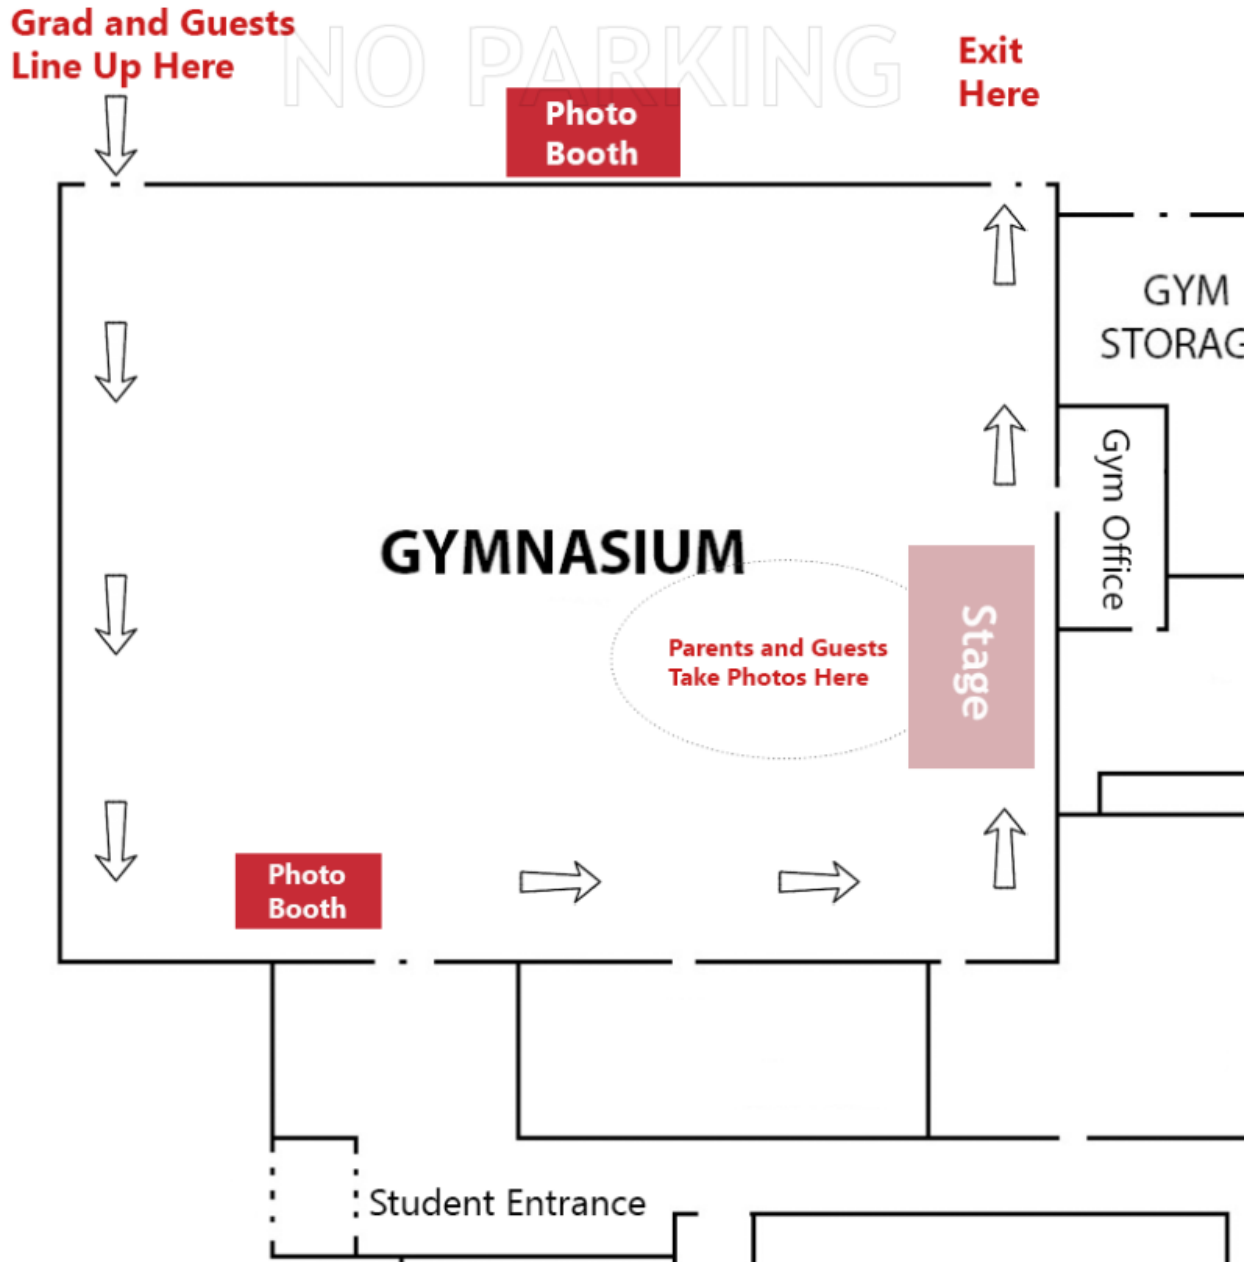 Grad and Guests
Line Up Here
NO PARKING
Exit
Here
Photo
Booth
GYM
STORAG
Gym Office
GYMNASIUM
Stage
Parents and Guests
Take Photos Here
Photo
Booth
Student Entrance